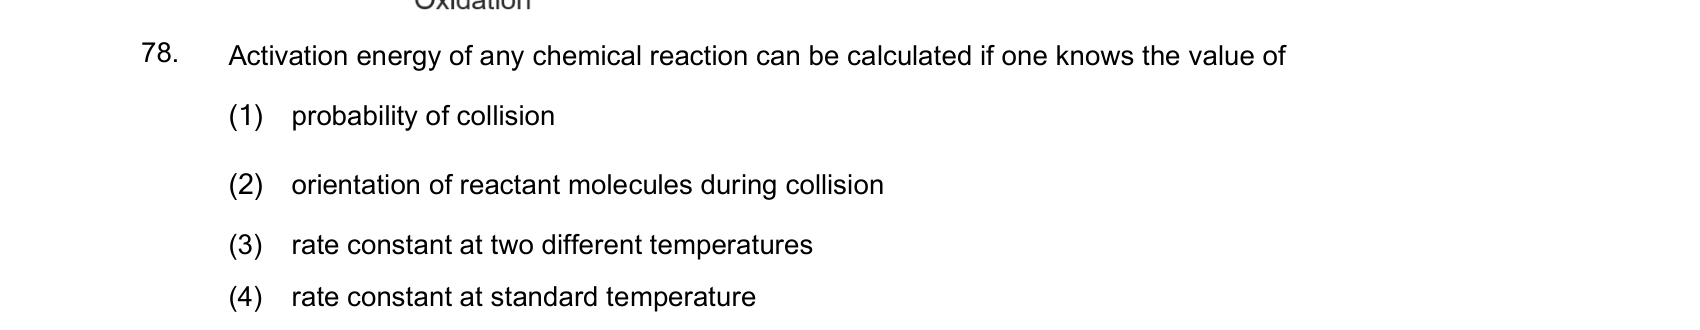 Oxidation
78. Activation energy of any chemical reaction can be calculated if one knows the value of
(1) probability of collision
(2) orientation of reactant molecules during collision
(3) rate constant at two different temperatures
(4) rate constant at standard temperature